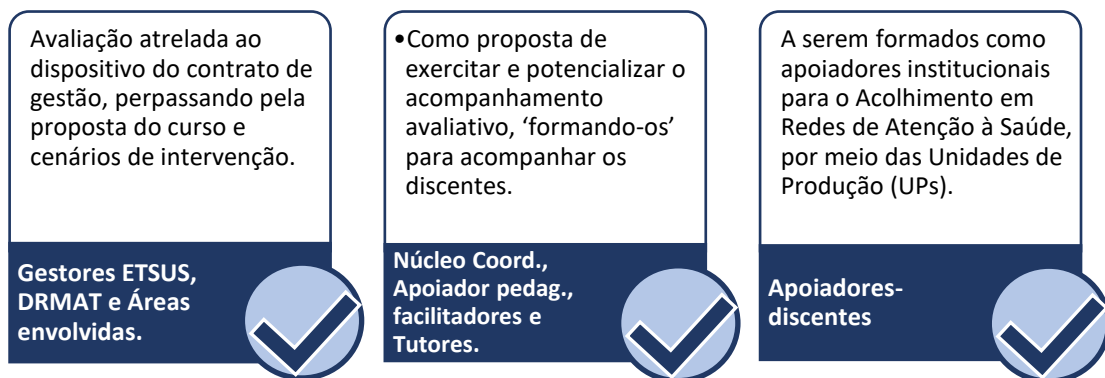 Avaliação atrelada ao
dispositivo do contrato de
gestão, perpassando pela
proposta do curso e
cenários de intervenção.
Gestores ETSUS,
DRMAT e Áreas
envolvidas.
•Como proposta de
exercitar e potencializar o
acompanhamento
avaliativo, ‘formando-os’
para acompanhar os
discentes.
Núcleo Coord.,
Apoiador pedag.,
facilitadores e
Tutores.
A serem formados como
apoiadores institucionais
para o Acolhimento em
Redes de Atenção à Saúde,
por meio das Unidades de
Produção (UPs).
Apoiadores-
discentes